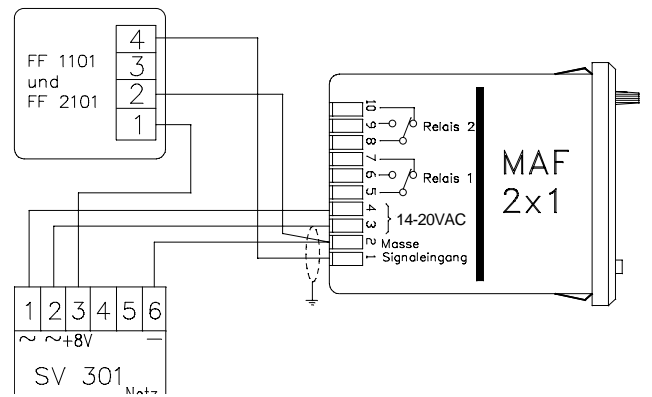 FF 1101
und
FF 2101
4
3
2
1
10
9
8
Relais 2
7
6
5
Relais 1
4
3
14-20VAC
2 Masse
1 Signaleingang
MAF
2x1
1 2 3 4 5 6
~ ~ +8V −
SV 301
Netz